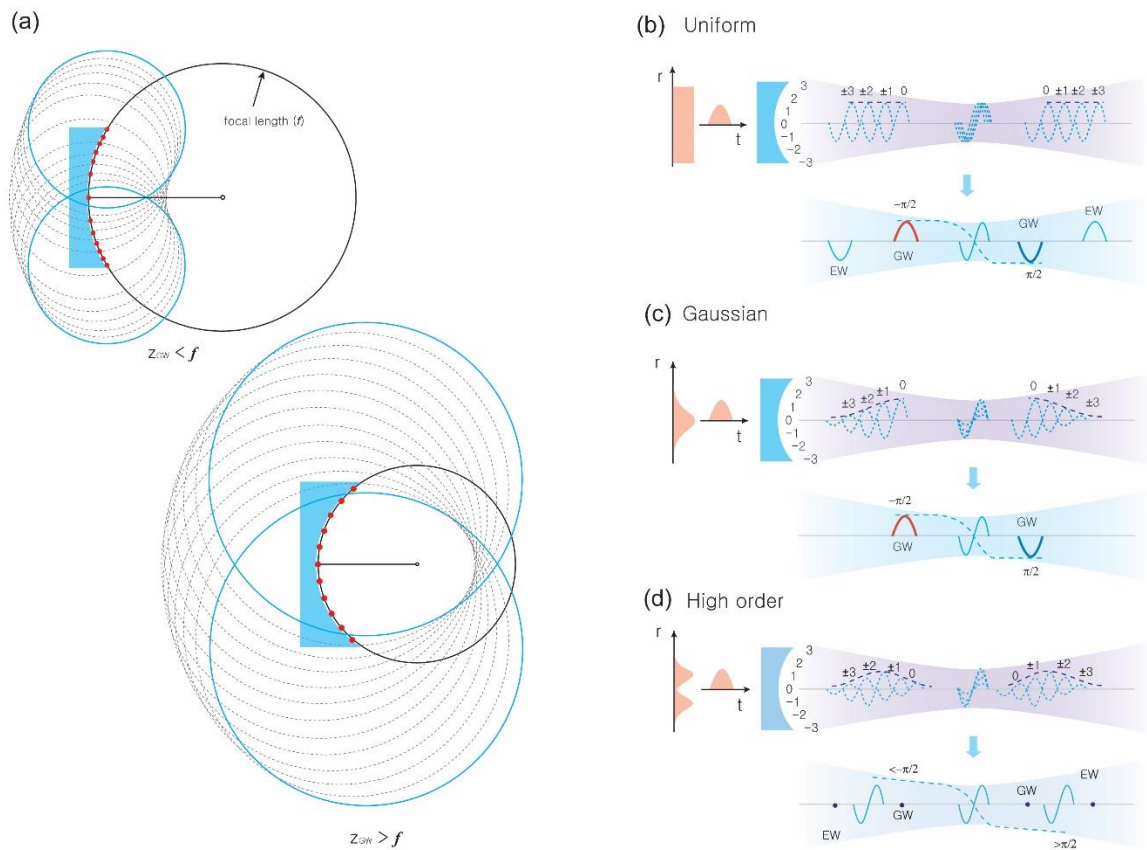 (a)
focal length (f)
zGW < f
zGW > f
(b) Uniform
r
t
3
2
1
0
-1
-2
-3
±3 ±2 ±1 0
0 ±1 ±2 ±3
EW
−π/2
GW
GW
π/2
EW
(c) Gaussian
r
t
3
2
1
0
-1
-2
-3
±3 ±2 ±1 0
0 ±1 ±2 ±3
−π/2
GW
GW
π/2
(d) High order
r
t
3
2
1
0
-1
-2
-3
±3 ±2 ±1 0
0 ±1 ±2 ±3
EW
<−π/2
GW
GW
EW
>π/2